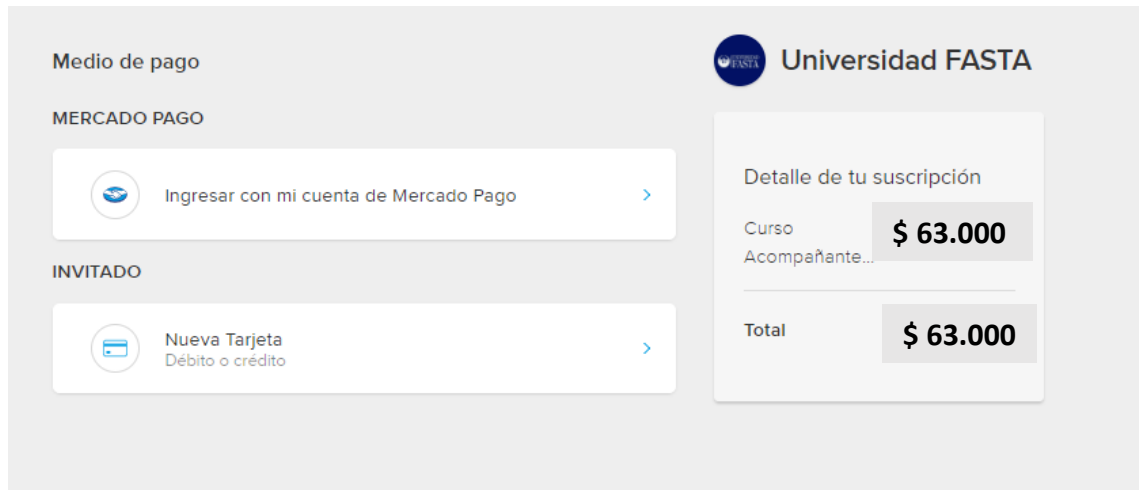 Medio de pago
MERCADO PAGO
Ingresar con mi cuenta de Mercado Pago
INVITADO
Nueva Tarjeta
Débito o crédito
FASTA
Universidad FASTA
Detalle de tu suscripción
Curso
Acompañante...
$ 63.000
Total
$ 63.000